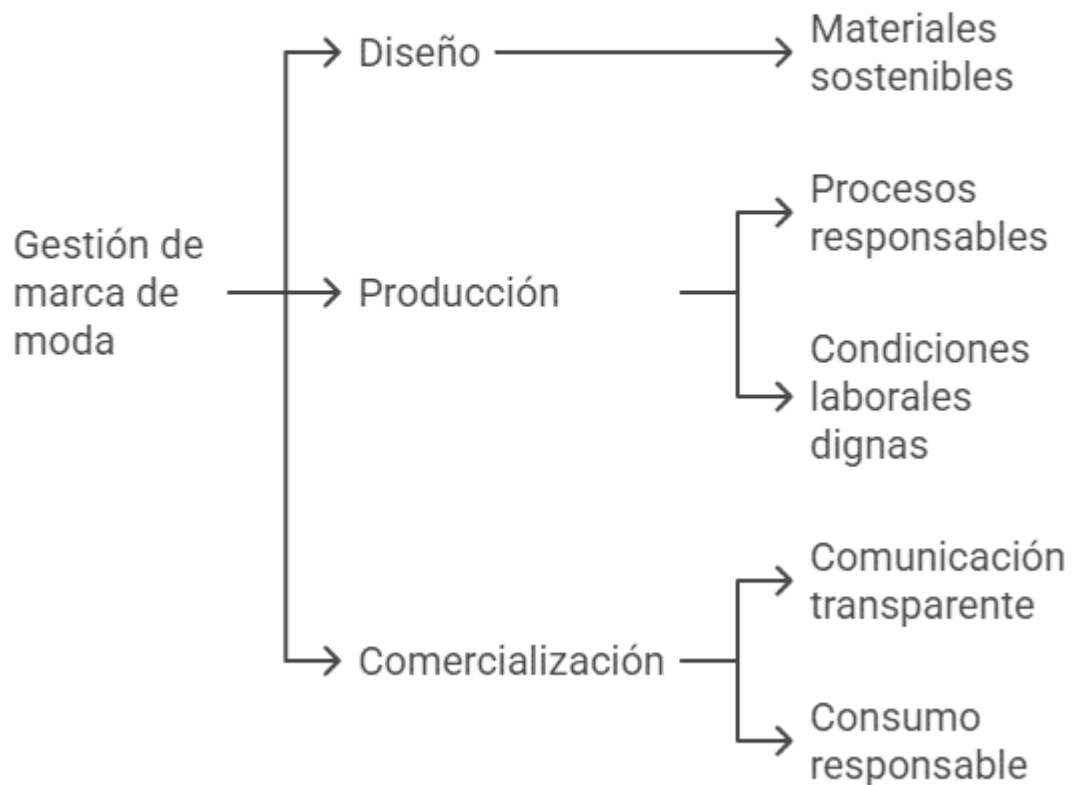 Gestión de
marca de
moda
Diseño
Materiales
sostenibles
Producción
Procesos
responsables
Condiciones
laborales
dignas
Comercialización
Comunicación
transparente
Consumo
responsable